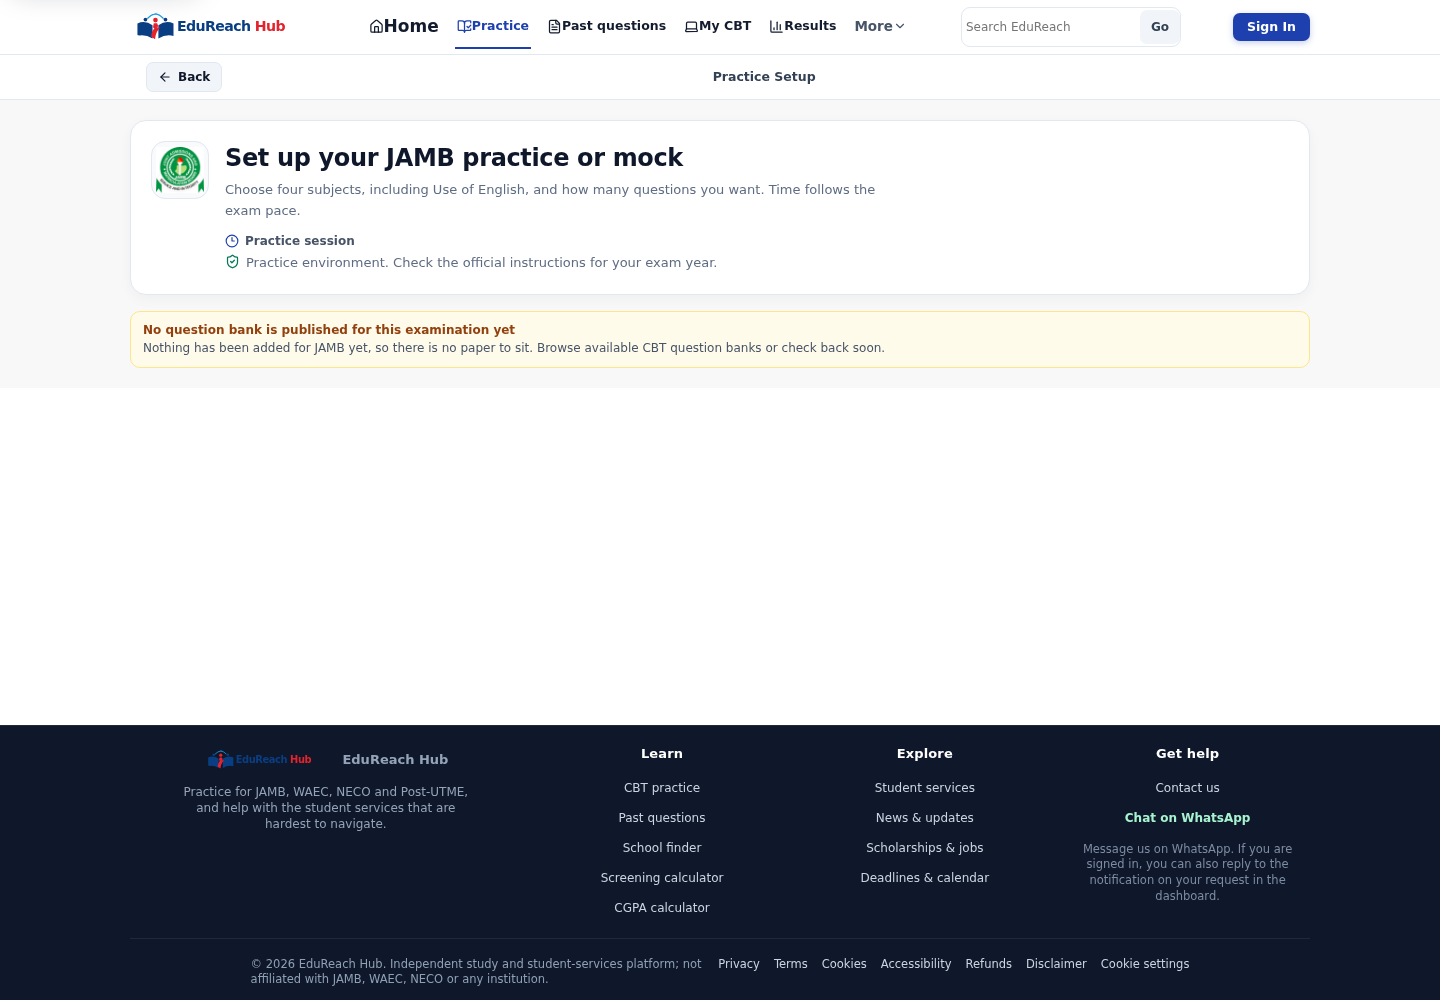 EduReach Hub
Home
Practice
Past questions
My CBT
Results
More
Search EduReach
Go
Sign In
Back
Practice Setup
Set up your JAMB practice or mock
Choose four subjects, including Use of English, and how many questions you want. Time follows the
exam pace.
Practice session
Practice environment. Check the official instructions for your exam year.
No question bank is published for this examination yet
Nothing has been added for JAMB yet, so there is no paper to sit. Browse available CBT question banks or check back soon.
EduReach Hub
EduReach Hub
Practice for JAMB, WAEC, NECO and Post-UTME,
and help with the student services that are
hardest to navigate.
Learn
CBT practice
Past questions
School finder
Screening calculator
CGPA calculator
Explore
Student services
News & updates
Scholarships & jobs
Deadlines & calendar
Get help
Contact us
Chat on WhatsApp
Message us on WhatsApp. If you are
signed in, you can also reply to the
notification on your request in the
dashboard.
© 2026 EduReach Hub. Independent study and student-services platform; not
affiliated with JAMB, WAEC, NECO or any institution.
Privacy
Terms
Cookies
Accessibility
Refunds
Disclaimer
Cookie settings